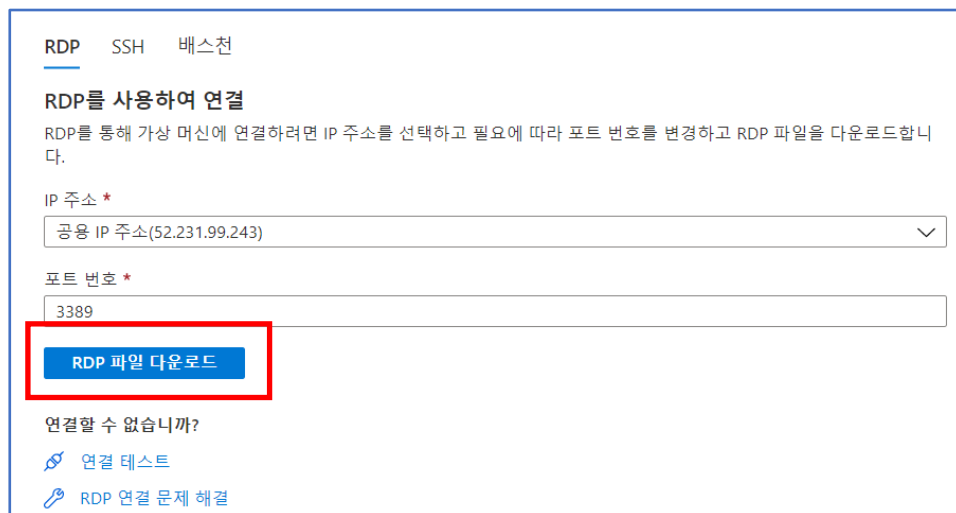 RDP SSH 배스천
RDP를 사용하여 연결
RDP를 통해 가상 머신에 연결하려면 IP 주소를 선택하고 필요에 따라 포트 번호를 변경하고 RDP 파일을 다운로드합니
다.
IP 주소 *
공용 IP 주소(52.231.99.243)
포트 번호 *
3389
RDP 파일 다운로드
연결할 수 없습니까?
연결 테스트
RDP 연결 문제 해결